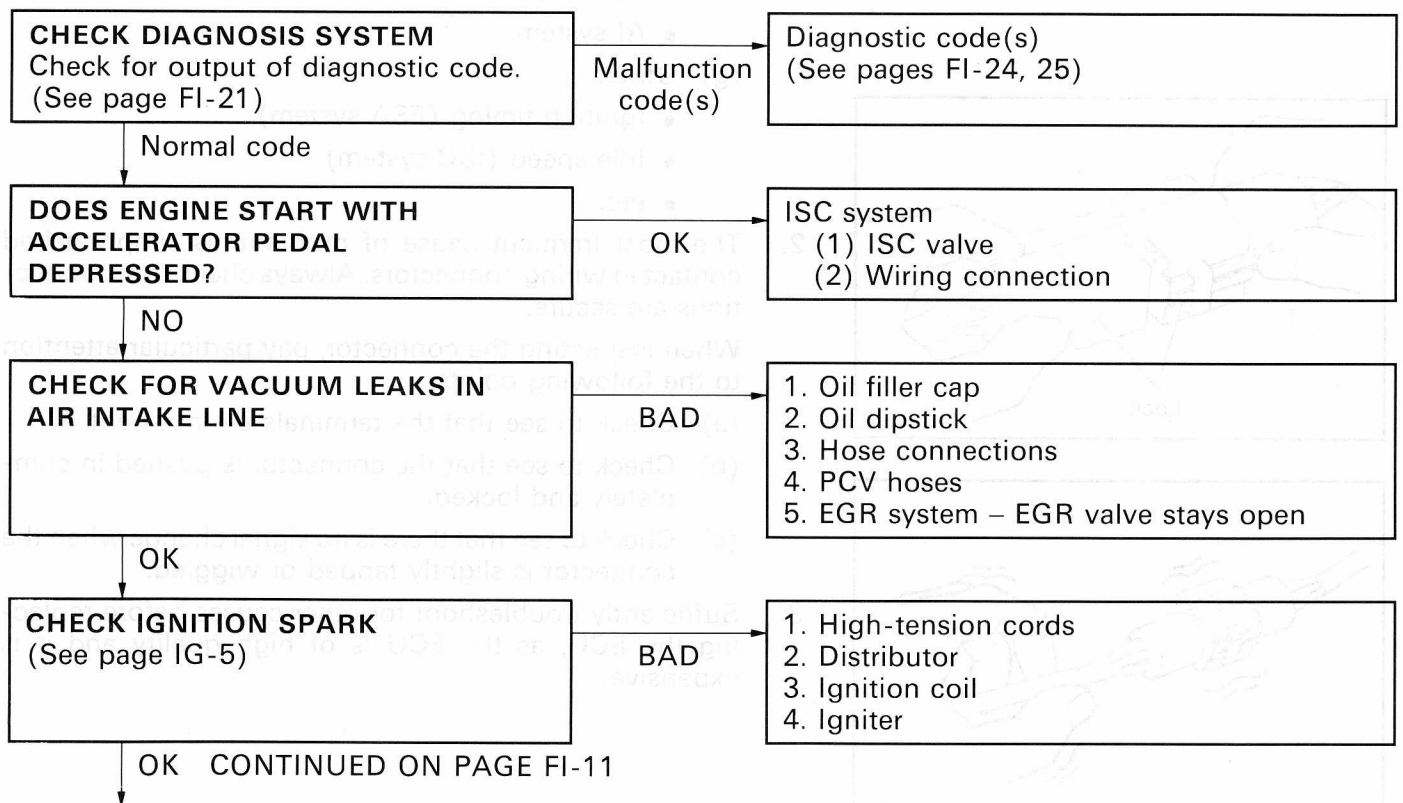 CHECK DIAGNOSIS SYSTEM
Check for output of diagnostic code.
(See page FI-21)
Malfunction
code(s)
Diagnostic code(s)
(See pages FI-24, 25)
Normal code
DOES ENGINE START WITH
ACCELERATOR PEDAL
DEPRESSED?
OK
ISC system
(1) ISC valve
(2) Wiring connection
NO
CHECK FOR VACUUM LEAKS IN
AIR INTAKE LINE
BAD
1. Oil filler cap
2. Oil dipstick
3. Hose connections
4. PCV hoses
5. EGR system – EGR valve stays open
OK
CHECK IGNITION SPARK
(See page IG-5)
BAD
1. High-tension cords
2. Distributor
3. Ignition coil
4. Igniter
OK CONTINUED ON PAGE FI-11